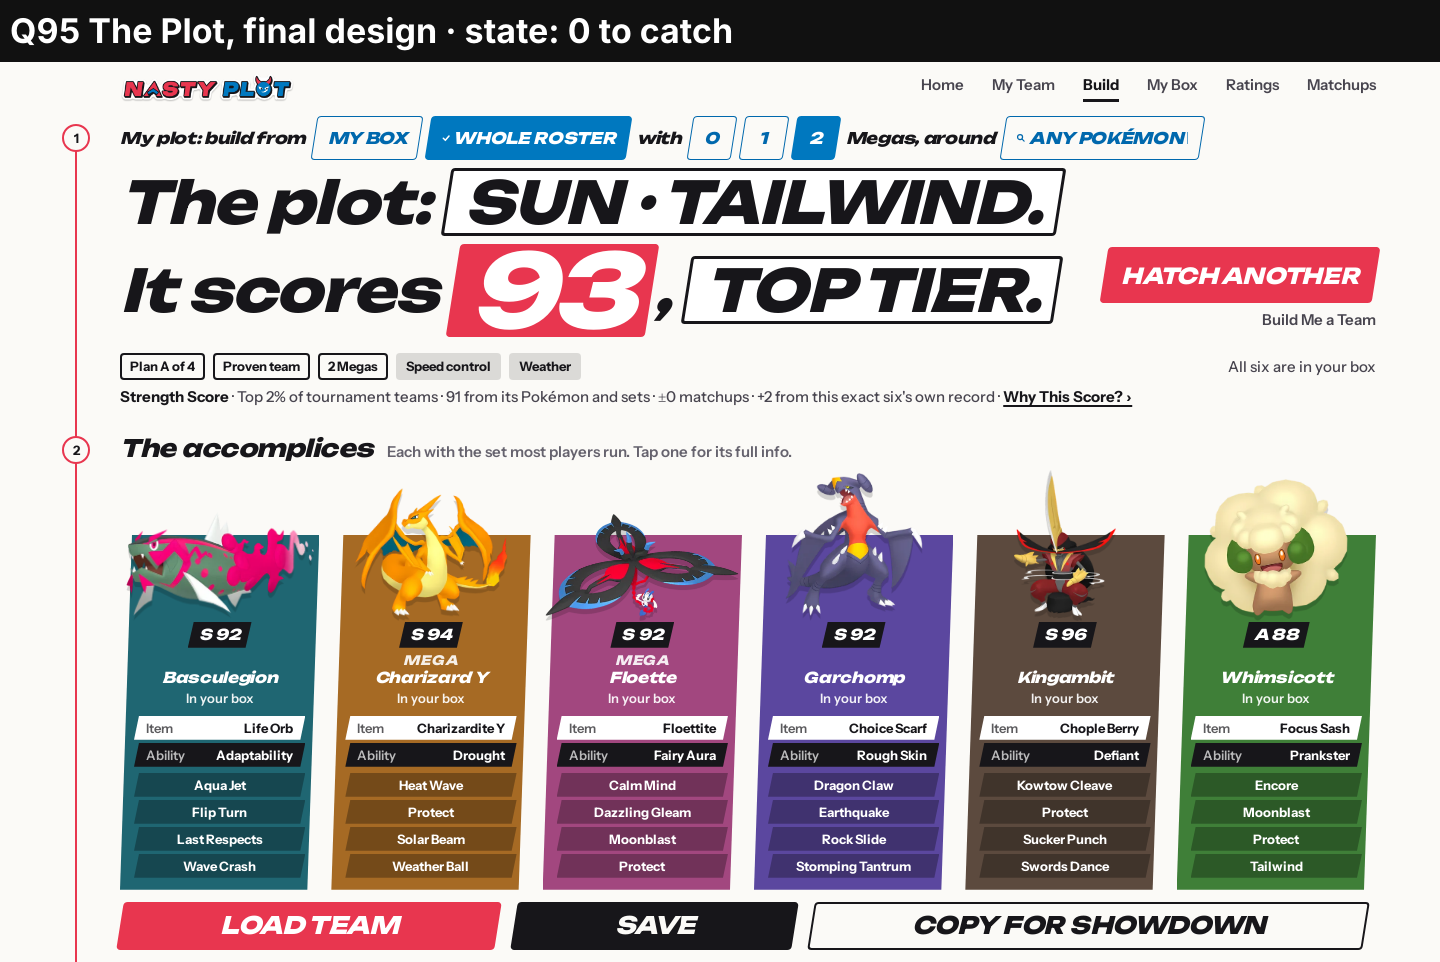 Q95 The Plot, final design · state: 0 to catch
NASTY PLOT
Home My Team Build My Box Ratings Matchups
1
My plot: build from MY BOX ✓ WHOLE ROSTER with 0 1 2 Megas, around ANY POKÉMON
The plot: SUN · TAILWIND.
It scores 93, TOP TIER.
HATCH ANOTHER
Build Me a Team
Plan A of 4 Proven team 2 Megas Speed control Weather
All six are in your box
Strength Score · Top 2% of tournament teams · 91 from its Pokémon and sets · ±0 matchups · +2 from this exact six's own record · Why This Score? ›
2
The accomplices Each with the set most players run. Tap one for its full info.
S 92
Basculegion
In your box
Item Life Orb
Ability Adaptability
Aqua Jet
Flip Turn
Last Respects
Wave Crash
S 94
MEGA
Charizard Y
In your box
Item Charizardite Y
Ability Drought
Heat Wave
Protect
Solar Beam
Weather Ball
S 92
MEGA
Floette
In your box
Item Floettite
Ability Fairy Aura
Calm Mind
Dazzling Gleam
Moonblast
Protect
S 92
Garchomp
In your box
Item Choice Scarf
Ability Rough Skin
Dragon Claw
Earthquake
Rock Slide
Stomping Tantrum
S 96
Kingambit
In your box
Item Chople Berry
Ability Defiant
Kowtow Cleave
Protect
Sucker Punch
Swords Dance
A 88
Whimsicott
In your box
Item Focus Sash
Ability Prankster
Encore
Moonblast
Protect
Tailwind
LOAD TEAM SAVE COPY FOR SHOWDOWN